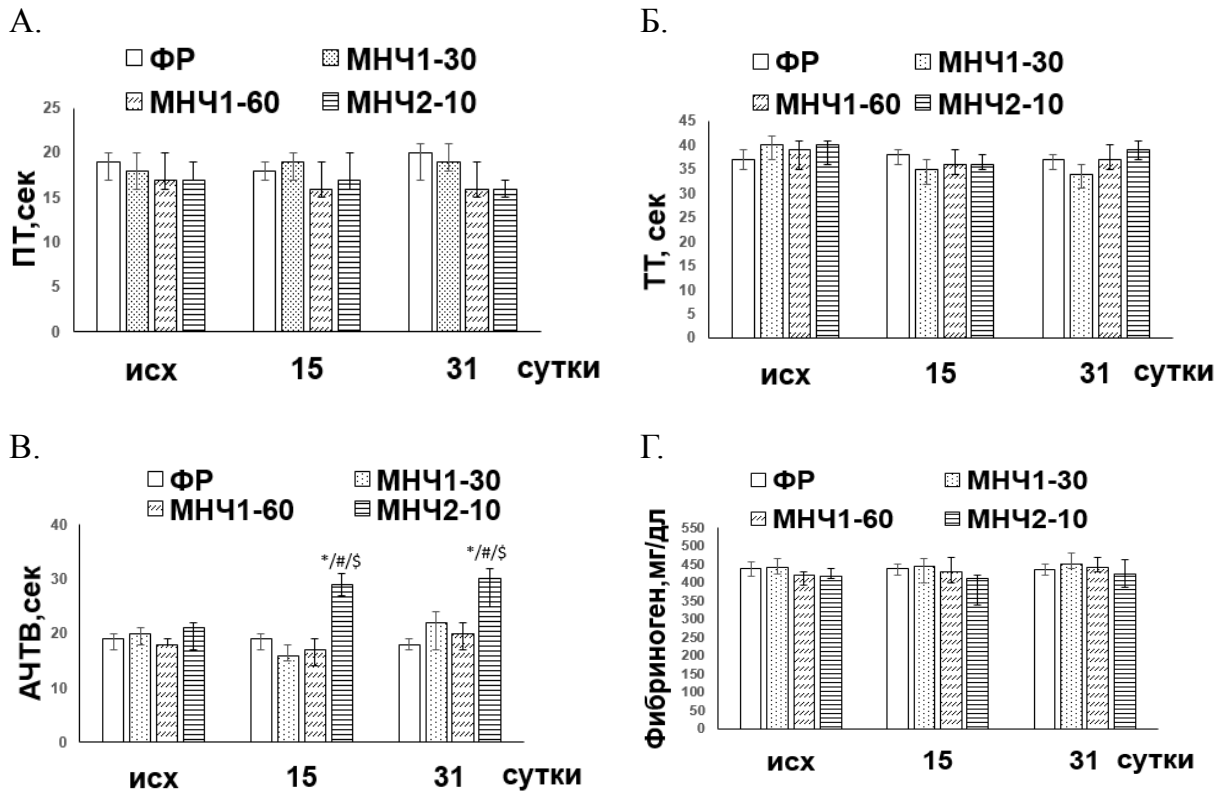 А.
ФР МНЧ1-30
МНЧ1-60 МНЧ2-10
ПТ,сек
25
20
15
10
5
0
исх 15 31 сутки
Б.
ФР МНЧ1-30
МНЧ1-60 МНЧ2-10
ТТ, сек
45
40
35
30
25
20
15
10
5
0
исх 15 31 сутки
В.
ФР МНЧ1-30
МНЧ1-60 МНЧ2-10
АЧТВ,сек
40
30
20
10
0
*/#/$ */#/$
исх 15 31 сутки
Г.
ФР МНЧ1-30
МНЧ1-60 МНЧ2-10
Фибриноген,мг/дл
550
500
450
400
350
300
250
200
150
100
50
0
исх 15 31 сутки